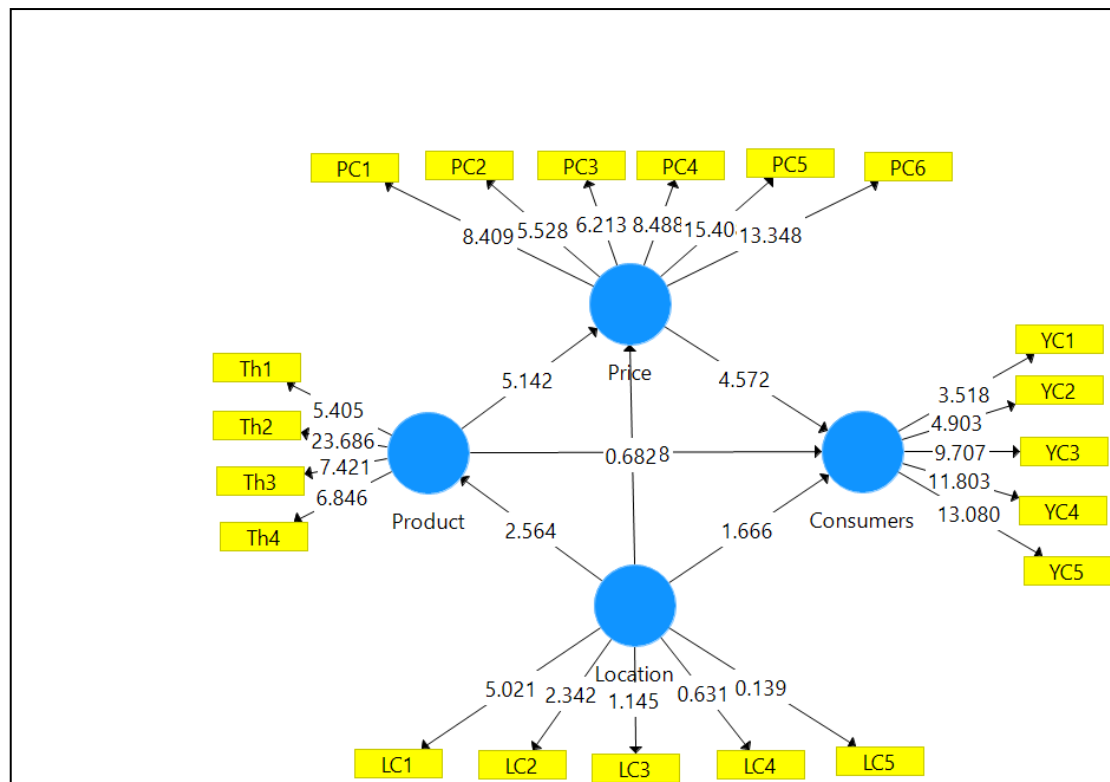 PC1
PC2
PC3
PC4
PC5
PC6
8.409
5.528
6.213
8.488
15.40
13.348
Price
Th1
Th2
Th3
Th4
5.405
23.686
7.421
6.846
Product
5.142
4.572
0.682
8
2.564
1.666
YC1
YC2
YC3
YC4
YC5
3.518
4.903
9.707
11.803
13.080
Consumers
Location
5.021
2.342
1.145
0.631
0.139
LC1
LC2
LC3
LC4
LC5